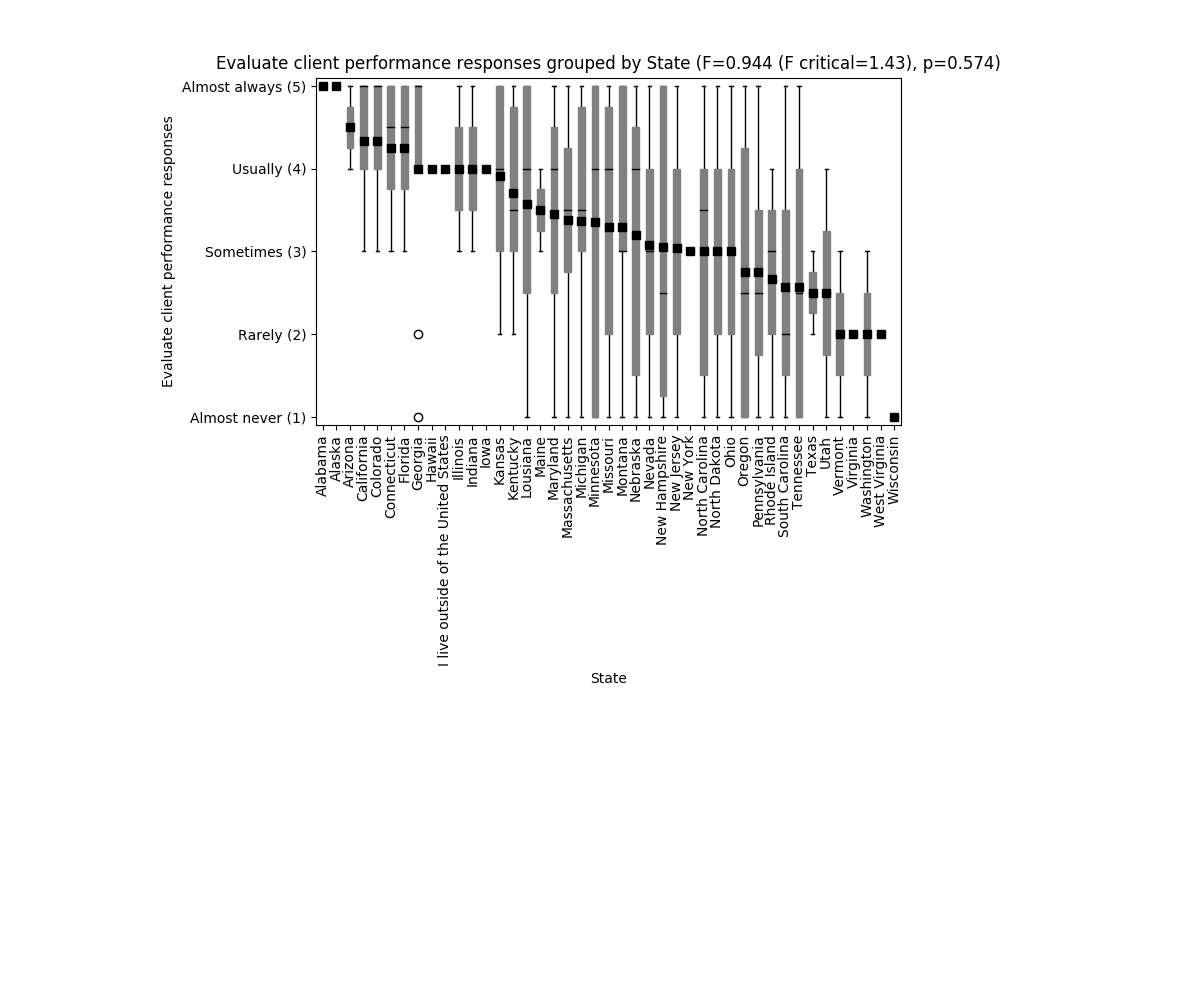 Evaluate client performance responses grouped by State (F=0.944 (F critical=1.43), p=0.574)
Evaluate client performance responses
Almost always (5)
Usually (4)
Sometimes (3)
Rarely (2)
Almost never (1)
Alabama
Alaska
Arizona
California
Colorado
Connecticut
Florida
Georgia
Hawaii
I live outside of the United States
Illinois
Indiana
Iowa
Kansas
Kentucky
Lousiana
Maine
Maryland
Massachusetts
Michigan
Minnesota
Missouri
Montana
Nebraska
Nevada
New Hampshire
New Jersey
New York
North Carolina
North Dakota
Ohio
Oregon
Pennsylvania
Rhode Island
South Carolina
Tennessee
Texas
Utah
Vermont
Virginia
Washington
West Virginia
Wisconsin
State